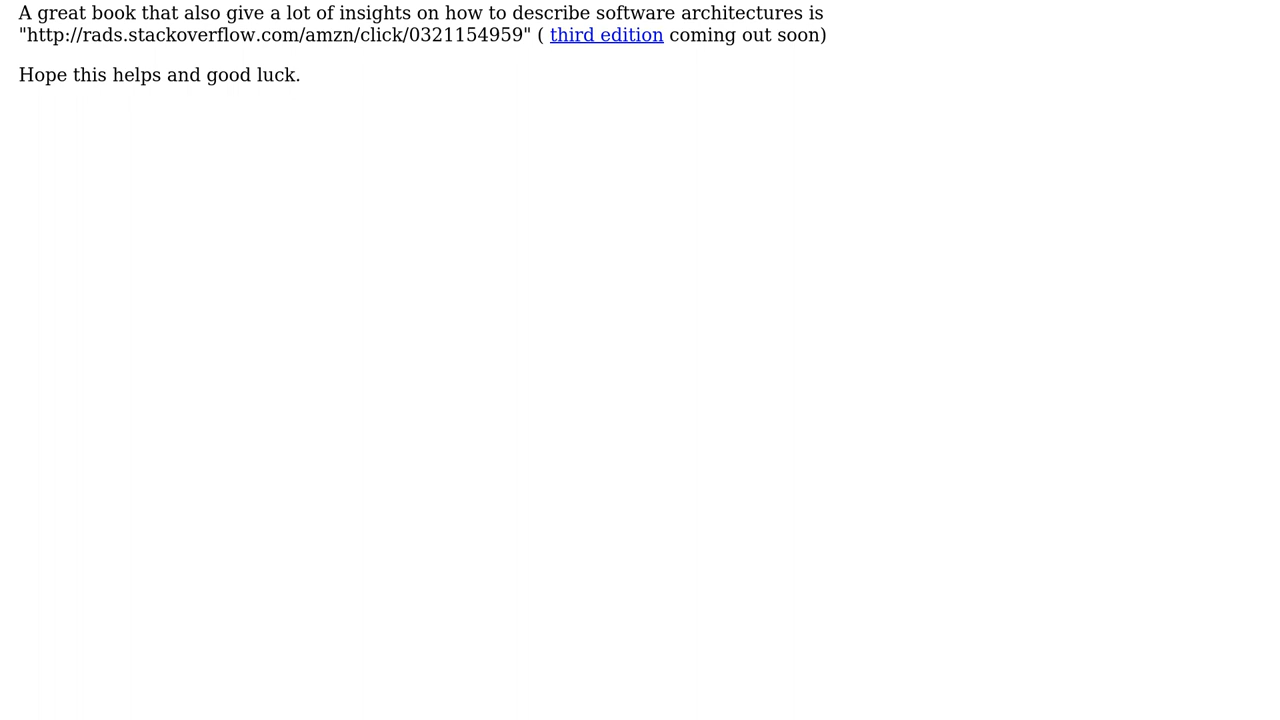 A great book that also give a lot of insights on how to describe software architectures is
"http://rads.stackoverflow.com/amzn/click/0321154959" ( third edition coming out soon)
Hope this helps and good luck.